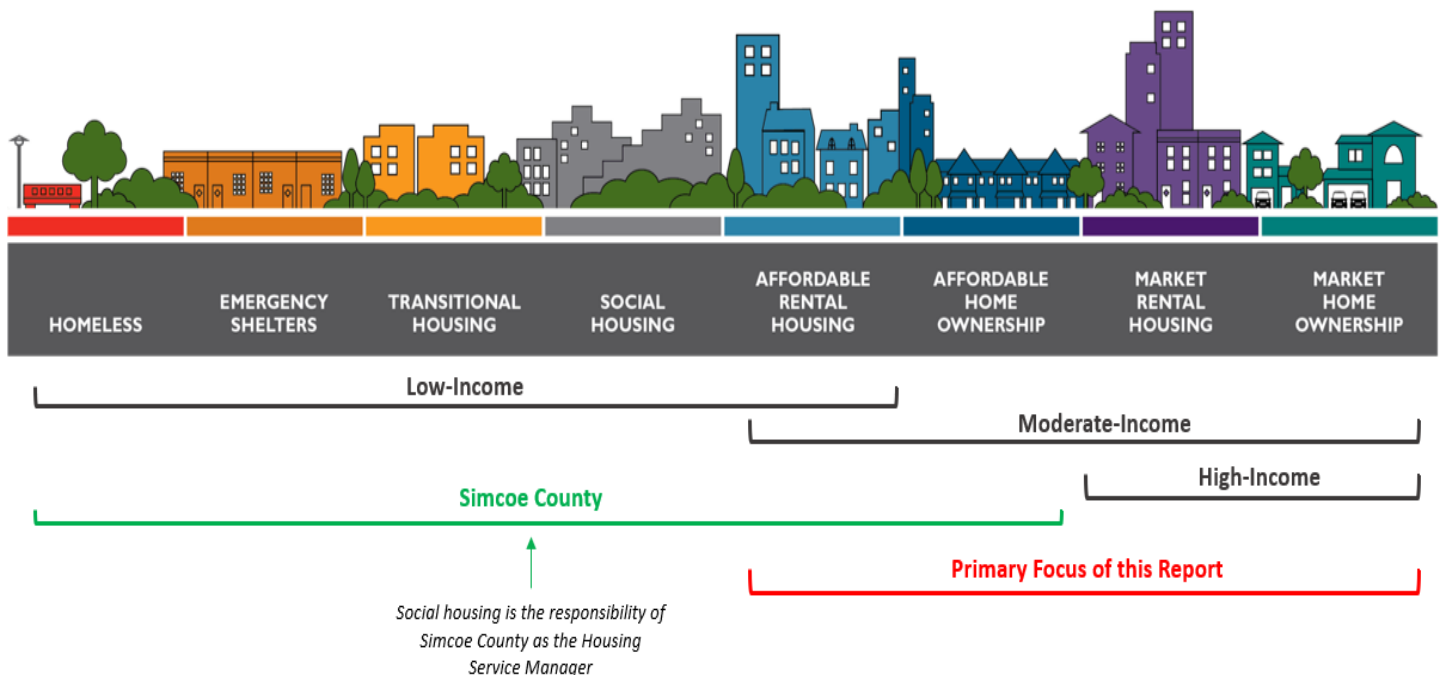 HOMELESS
EMERGENCY
SHELTERS
TRANSITIONAL
HOUSING
SOCIAL
HOUSING
AFFORDABLE
RENTAL
HOUSING
AFFORDABLE
HOME
OWNERSHIP
MARKET
RENTAL
HOUSING
MARKET
HOME
OWNERSHIP
Low-Income
Moderate-Income
High-Income
Simcoe County
Primary Focus of this Report
Social housing is the responsibility of
Simcoe County as the Housing
Service Manager